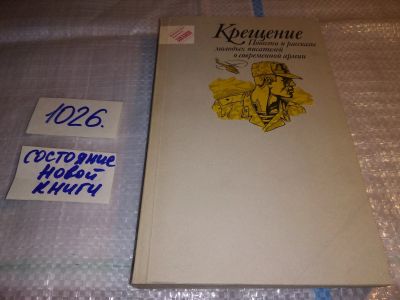 Крещение
Повести и рассказы
молодых писателей
о современной армии
1026.
состояние
новой
книги